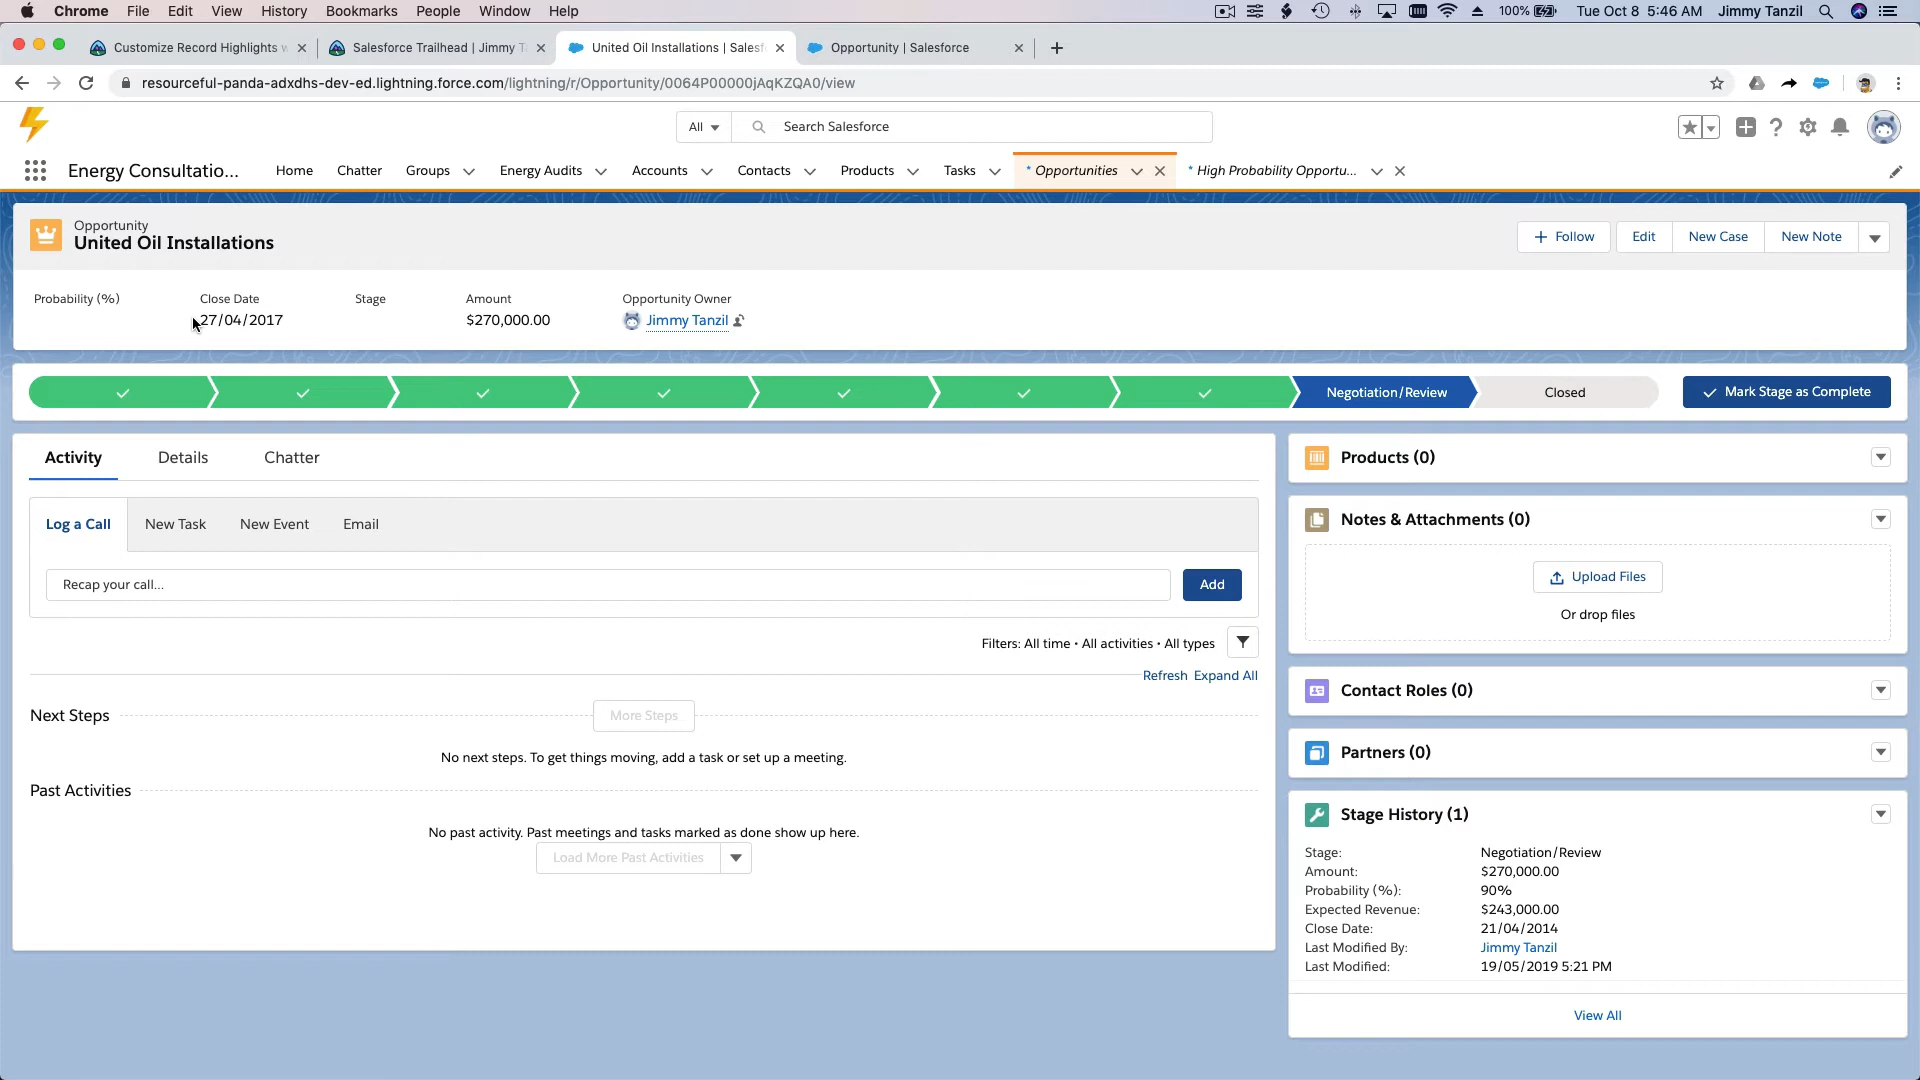 Chrome File Edit View History Bookmarks People Window Help 100% Tue Oct 8 5:46 AM Jimmy Tanzil
Customize Record Highlights Salesforce Trailhead | Jimmy T United Oil Installations | Salesf Opportunity | Salesforce
resourceful-panda-adxdhs-dev-ed.lightning.force.com/lightning/r/Opportunity/0064P00000jAqKZQA0/view
All Search Salesforce
Energy Consultatio... Home Chatter Groups Energy Audits Accounts Contacts Products Tasks * Opportunities * High Probability Opportu...
Opportunity
United Oil Installations
Follow Edit New Case New Note
Probability (%) Close Date Stage Amount Opportunity Owner
27/04/2017 $270,000.00 Jimmy Tanzil
Negotiation/Review Closed Mark Stage as Complete
Activity Details Chatter
Log a Call New Task New Event Email
Recap your call... Add
Filters: All time • All activities • All types
Refresh Expand All
Next Steps More Steps
No next steps. To get things moving, add a task or set up a meeting.
Past Activities
No past activity. Past meetings and tasks marked as done show up here.
Load More Past Activities
Products (0)
Notes & Attachments (0)
Upload Files
Or drop files
Contact Roles (0)
Partners (0)
Stage History (1)
Stage: Negotiation/Review
Amount: $270,000.00
Probability (%): 90%
Expected Revenue: $243,000.00
Close Date: 21/04/2014
Last Modified By: Jimmy Tanzil
Last Modified: 19/05/2019 5:21 PM
View All